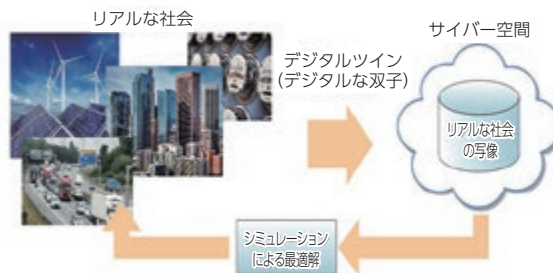 リアルな社会
サイバー空間
デジタルツイン
(デジタルな双子)
リアルな社会
の写像
シミュレーション
による最適解